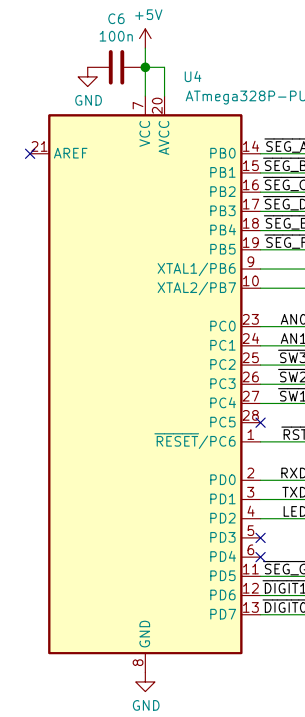 C6 +5V
100n
GND
U4
ATmega328P-PU
7 20
VCC AVCC
21 AREF
PB0 14 SEG_A
PB1 15 SEG_B
PB2 16 SEG_C
PB3 17 SEG_D
PB4 18 SEG_E
PB5 19 SEG_F
XTAL1/PB6 9
XTAL2/PB7 10
PC0 23 AN0
PC1 24 AN1
PC2 25 SW3
PC3 26 SW2
PC4 27 SW1
PC5 28
RESET/PC6 1 RST
PD0 2 RXD
PD1 3 TXD
PD2 4 LED
PD3 5
PD4 6
PD5 11 SEG_G
PD6 12 DIGIT1
PD7 13 DIGIT0
GND
8
GND